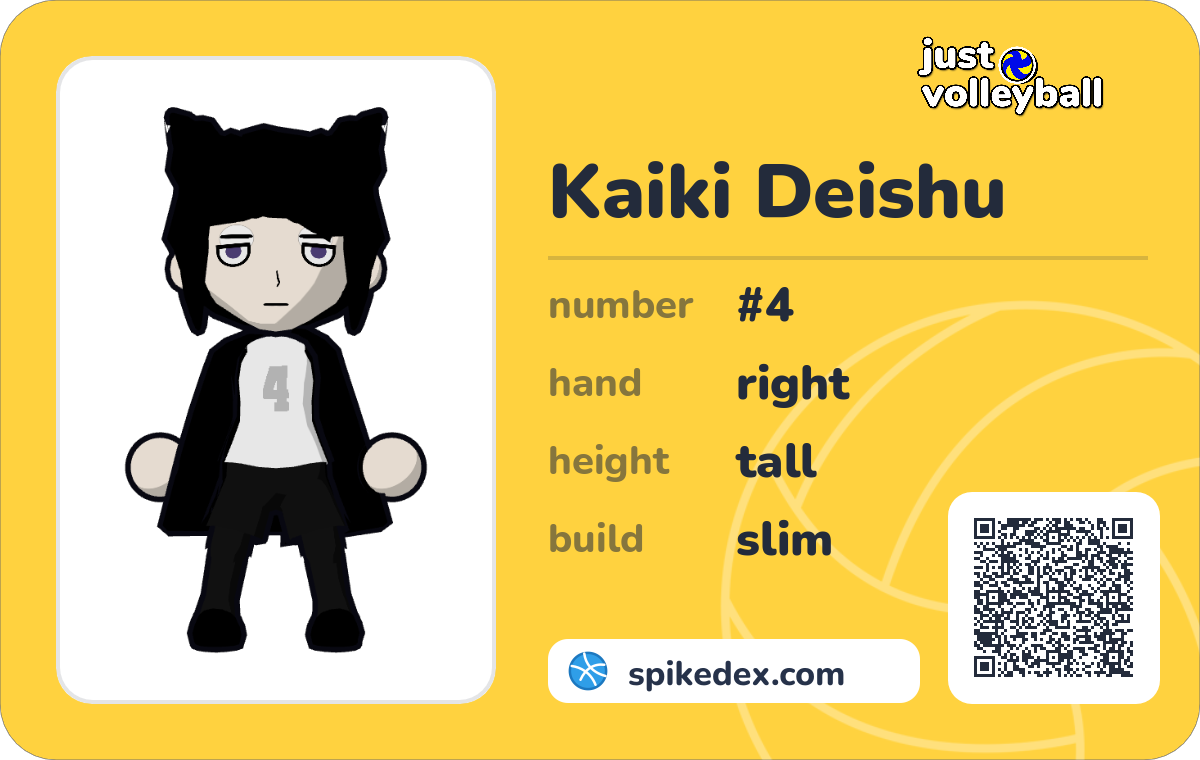 just
volleyball
Kaiki Deishu
number #4
hand right
height tall
build slim
4
spikedex.com